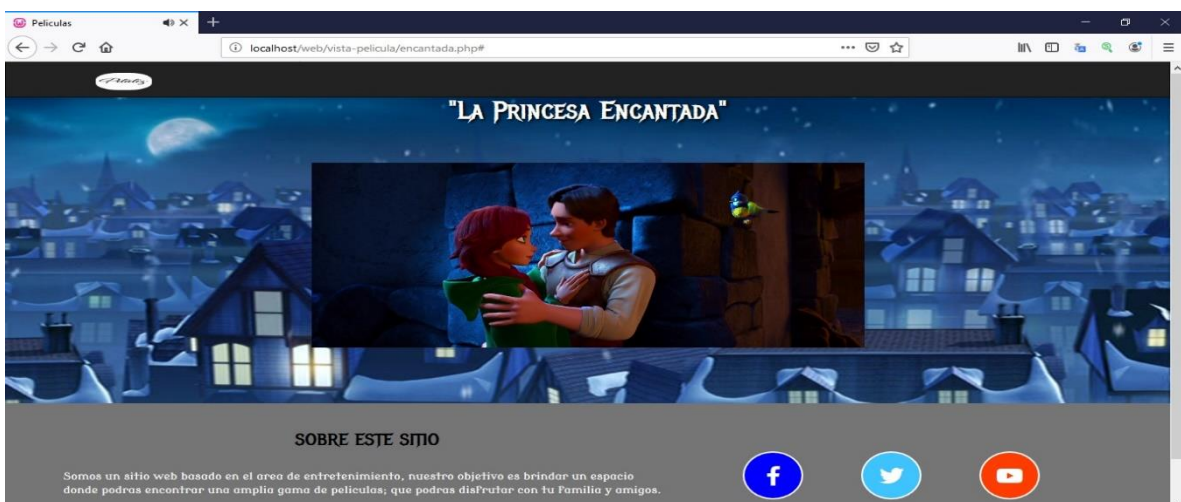 Peliculas
localhost/web/vista-pelicula/encantada.php#
"La Princesa Encantada"
SOBRE ESTE SITIO
Somos un sitio web basado en el area de entretenimiento, nuestro objetivo es brindar un espacio
donde podras encontrar una amplia gama de peliculas; que podras disfrutar con tu Familia y amigos.